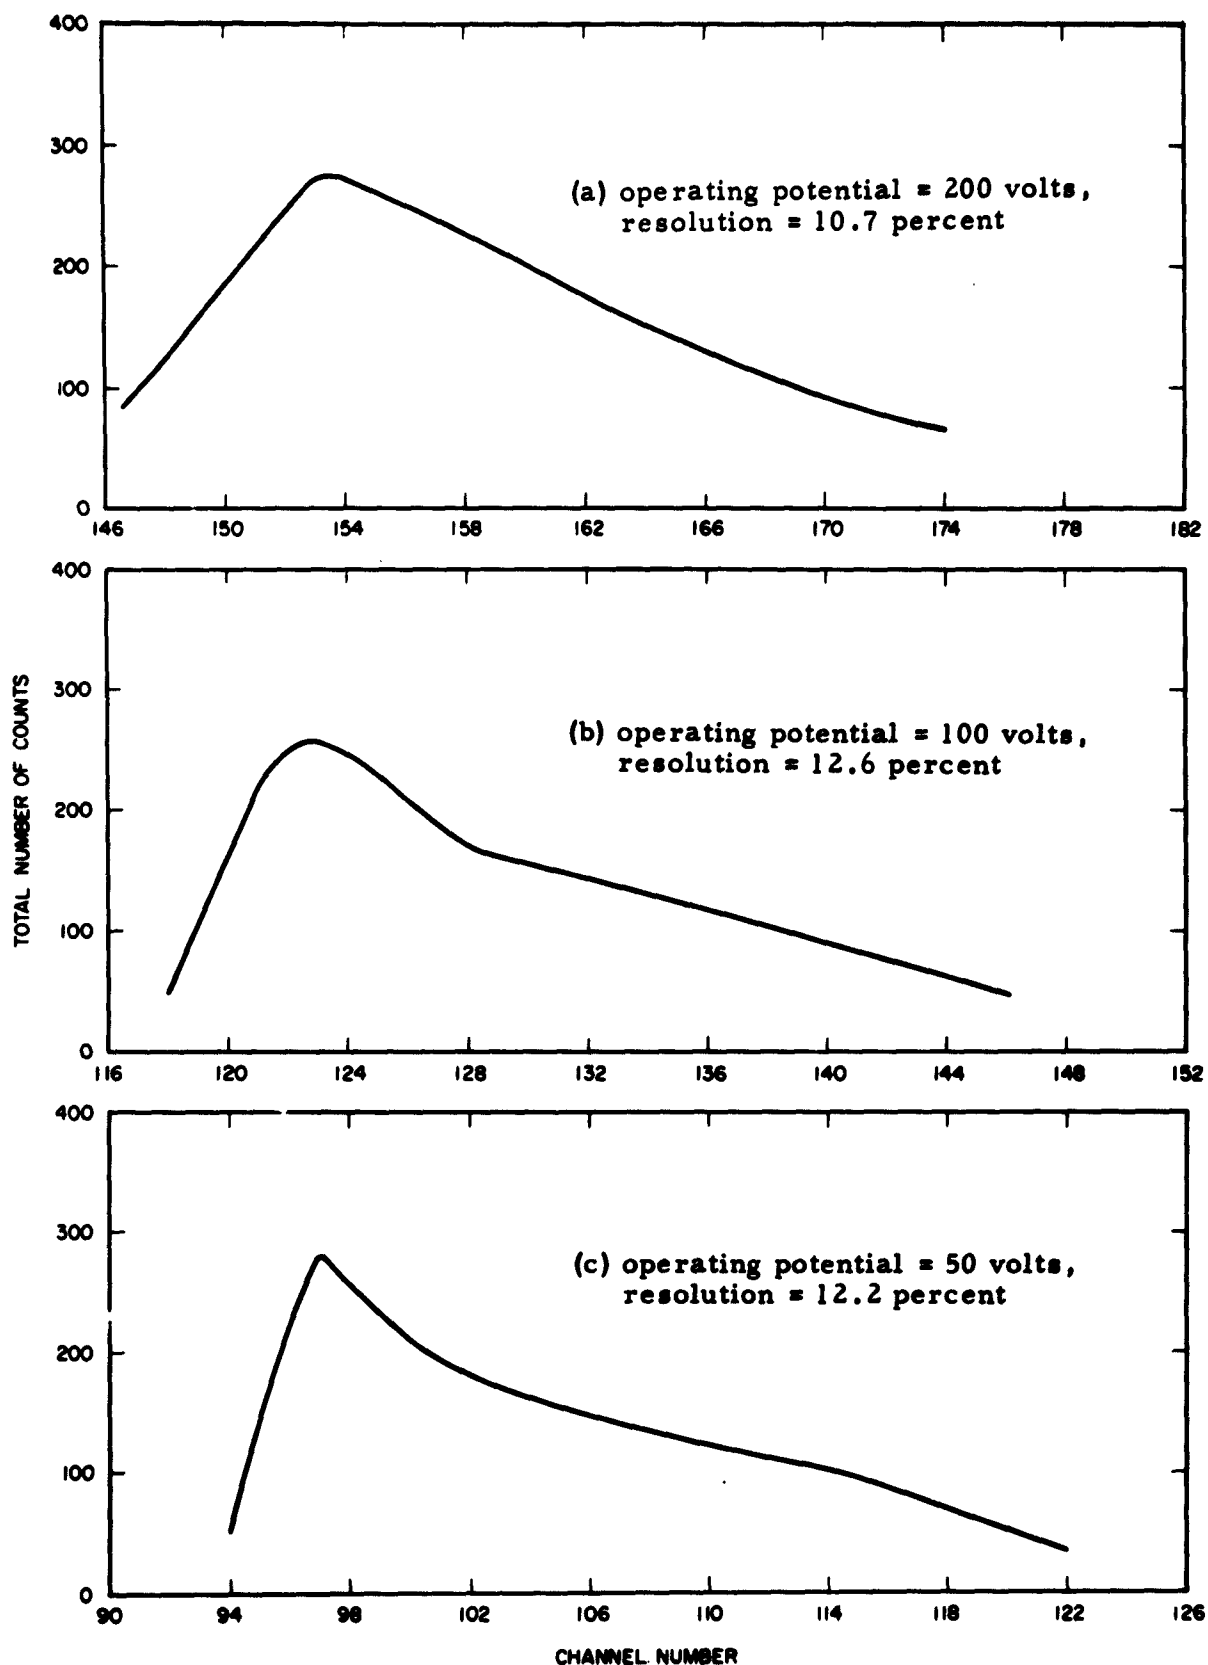 400
300
200
100
0
146 150 154 158 162 166 170 174 178 182
(a) operating potential = 200 volts,
resolution = 10.7 percent
400
300
200
100
0
116 120 124 128 132 136 140 144 148 152
(b) operating potential = 100 volts,
resolution = 12.6 percent
TOTAL NUMBER OF COUNTS
400
300
200
100
0
90 94 98 102 106 110 114 118 122 126
(c) operating potential = 50 volts,
resolution = 12.2 percent
CHANNEL NUMBER